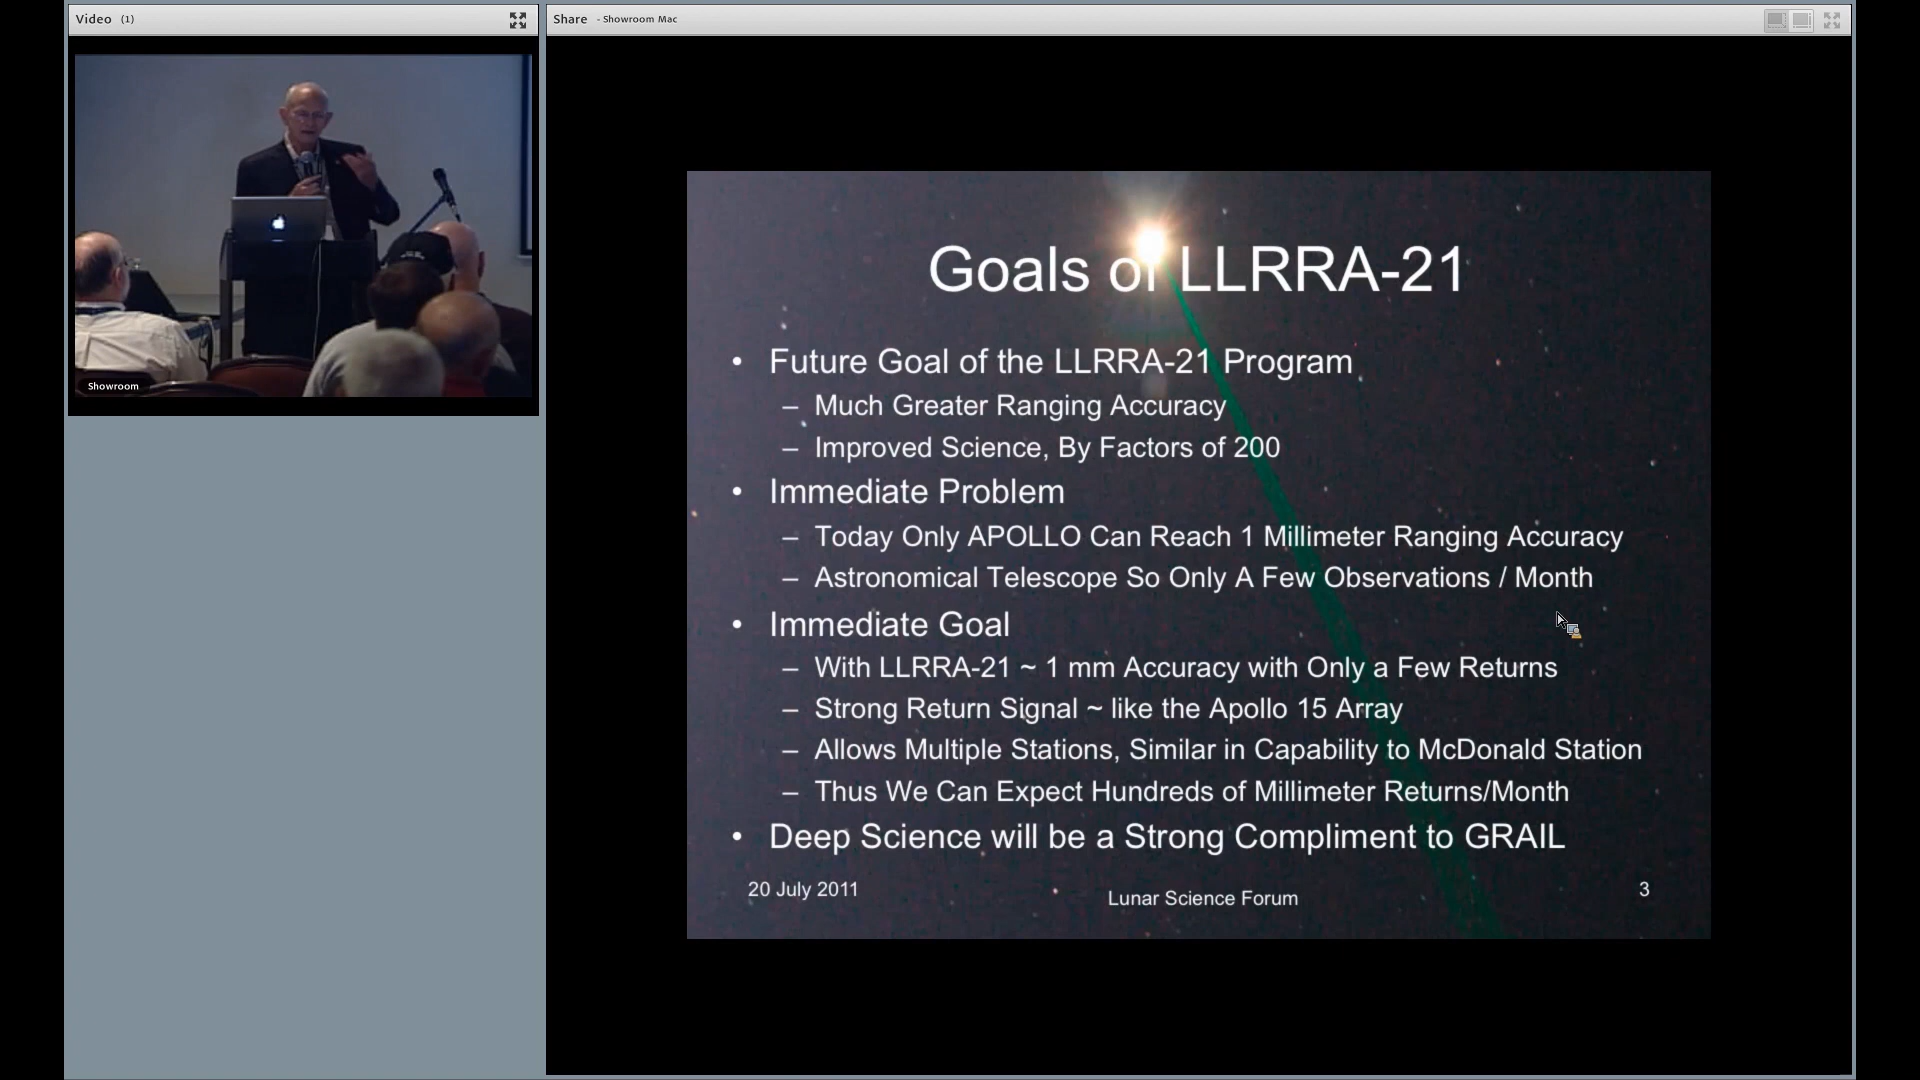 Video (1)
Share - Showroom Mac
Showroom
Goals of LLRRA-21
• Future Goal of the LLRRA-21 Program
– Much Greater Ranging Accuracy
– Improved Science, By Factors of 200
• Immediate Problem
– Today Only APOLLO Can Reach 1 Millimeter Ranging Accuracy
– Astronomical Telescope So Only A Few Observations / Month
• Immediate Goal
– With LLRRA-21 ~ 1 mm Accuracy with Only a Few Returns
– Strong Return Signal ~ like the Apollo 15 Array
– Allows Multiple Stations, Similar in Capability to McDonald Station
– Thus We Can Expect Hundreds of Millimeter Returns/Month
• Deep Science will be a Strong Compliment to GRAIL
20 July 2011
Lunar Science Forum
3